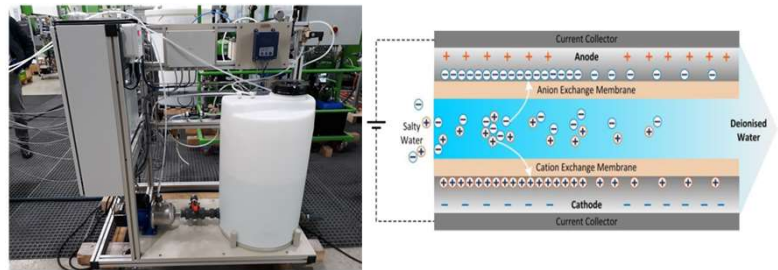 Current Collector
Anode
Anion Exchange Membrane
Salty
Water
Deionised
Water
Cation Exchange Membrane
Cathode
Current Collector